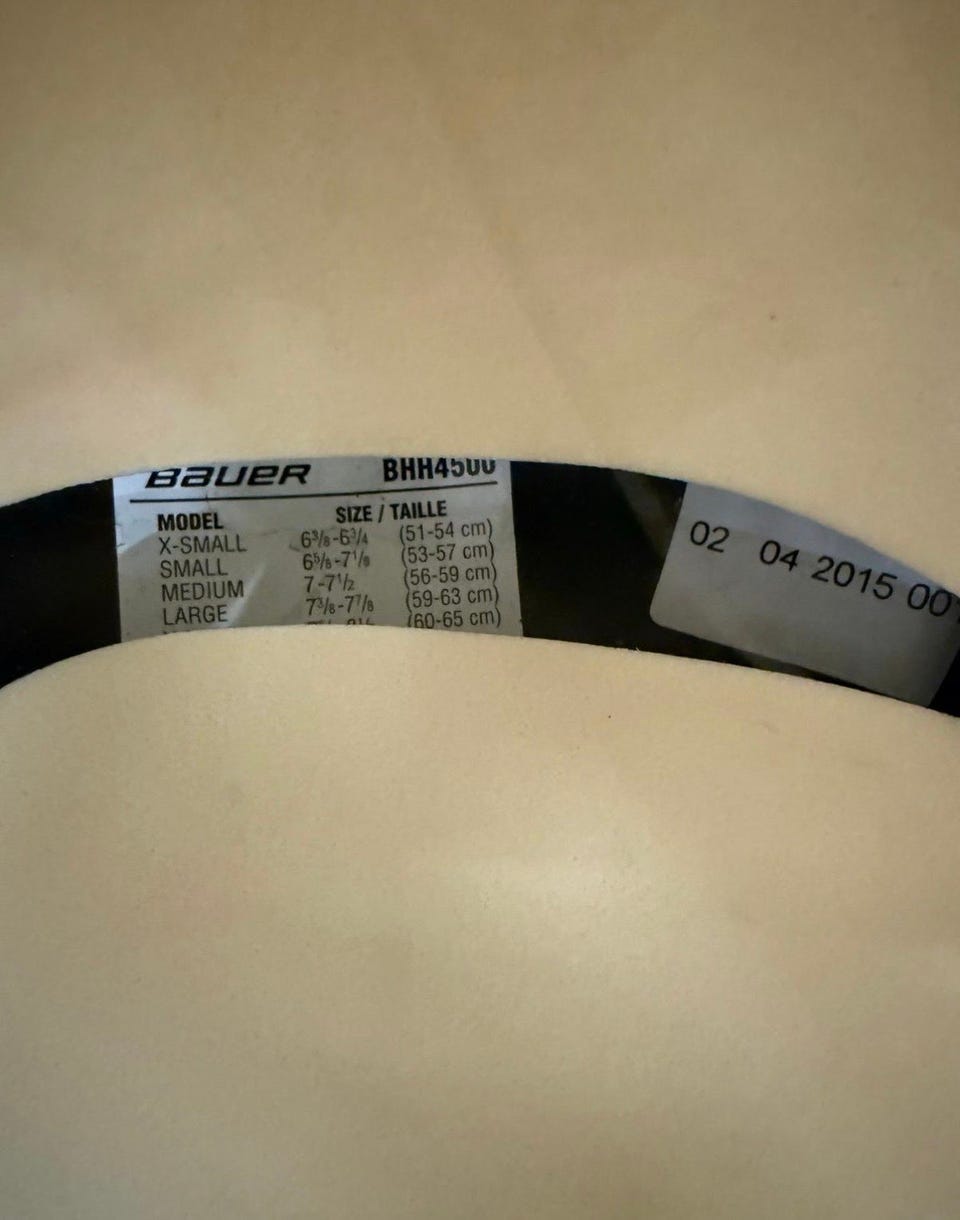 BAUER BHH4500
MODEL SIZE / TAILLE
X-SMALL 6³/₈-6³/₄ (51-54 cm)
SMALL 6⁵/₈-7¹/₈ (53-57 cm)
MEDIUM 7-7¹/₂ (56-59 cm)
LARGE 7³/₈-7⁷/₈ (59-63 cm)
(60-65 cm)
02 04 2015 00